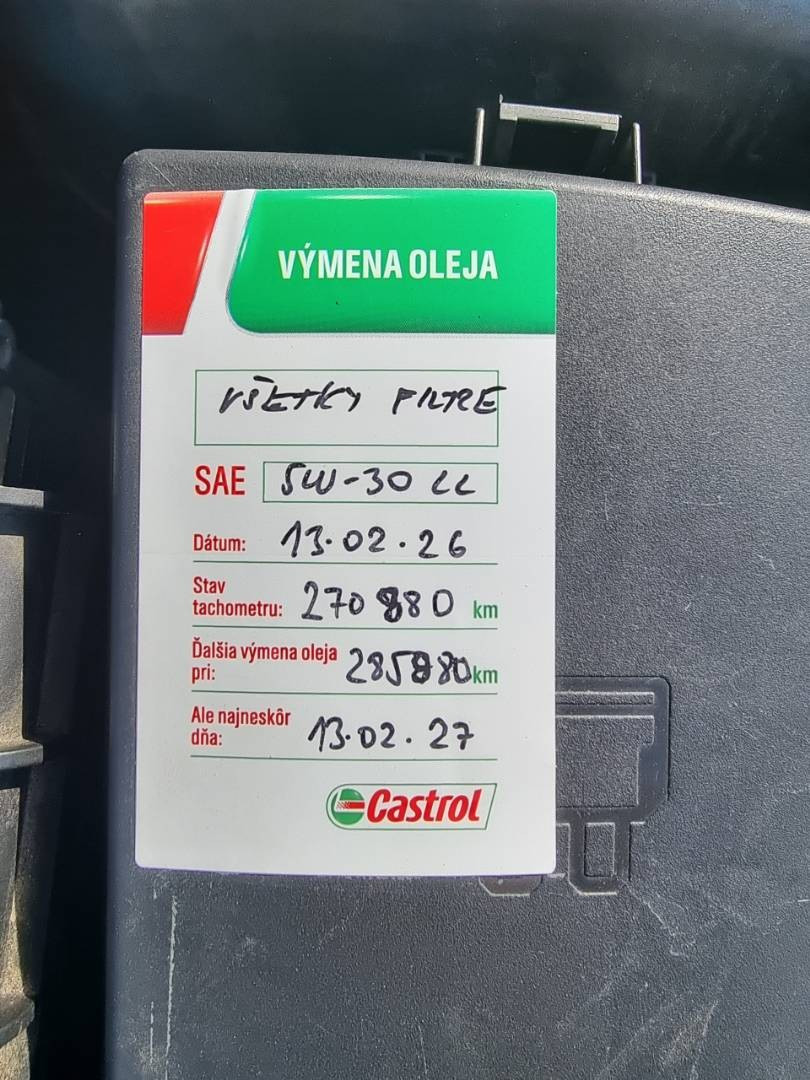 VÝMENA OLEJA
VŠETKY FILTRE
SAE 5W-30 LL
Dátum: 13.02.26
Stav
tachometru: 270880 km
Ďalšia výmena oleja
pri: 285880 km
Ale najneskôr
dňa: 13.02.27
Castrol